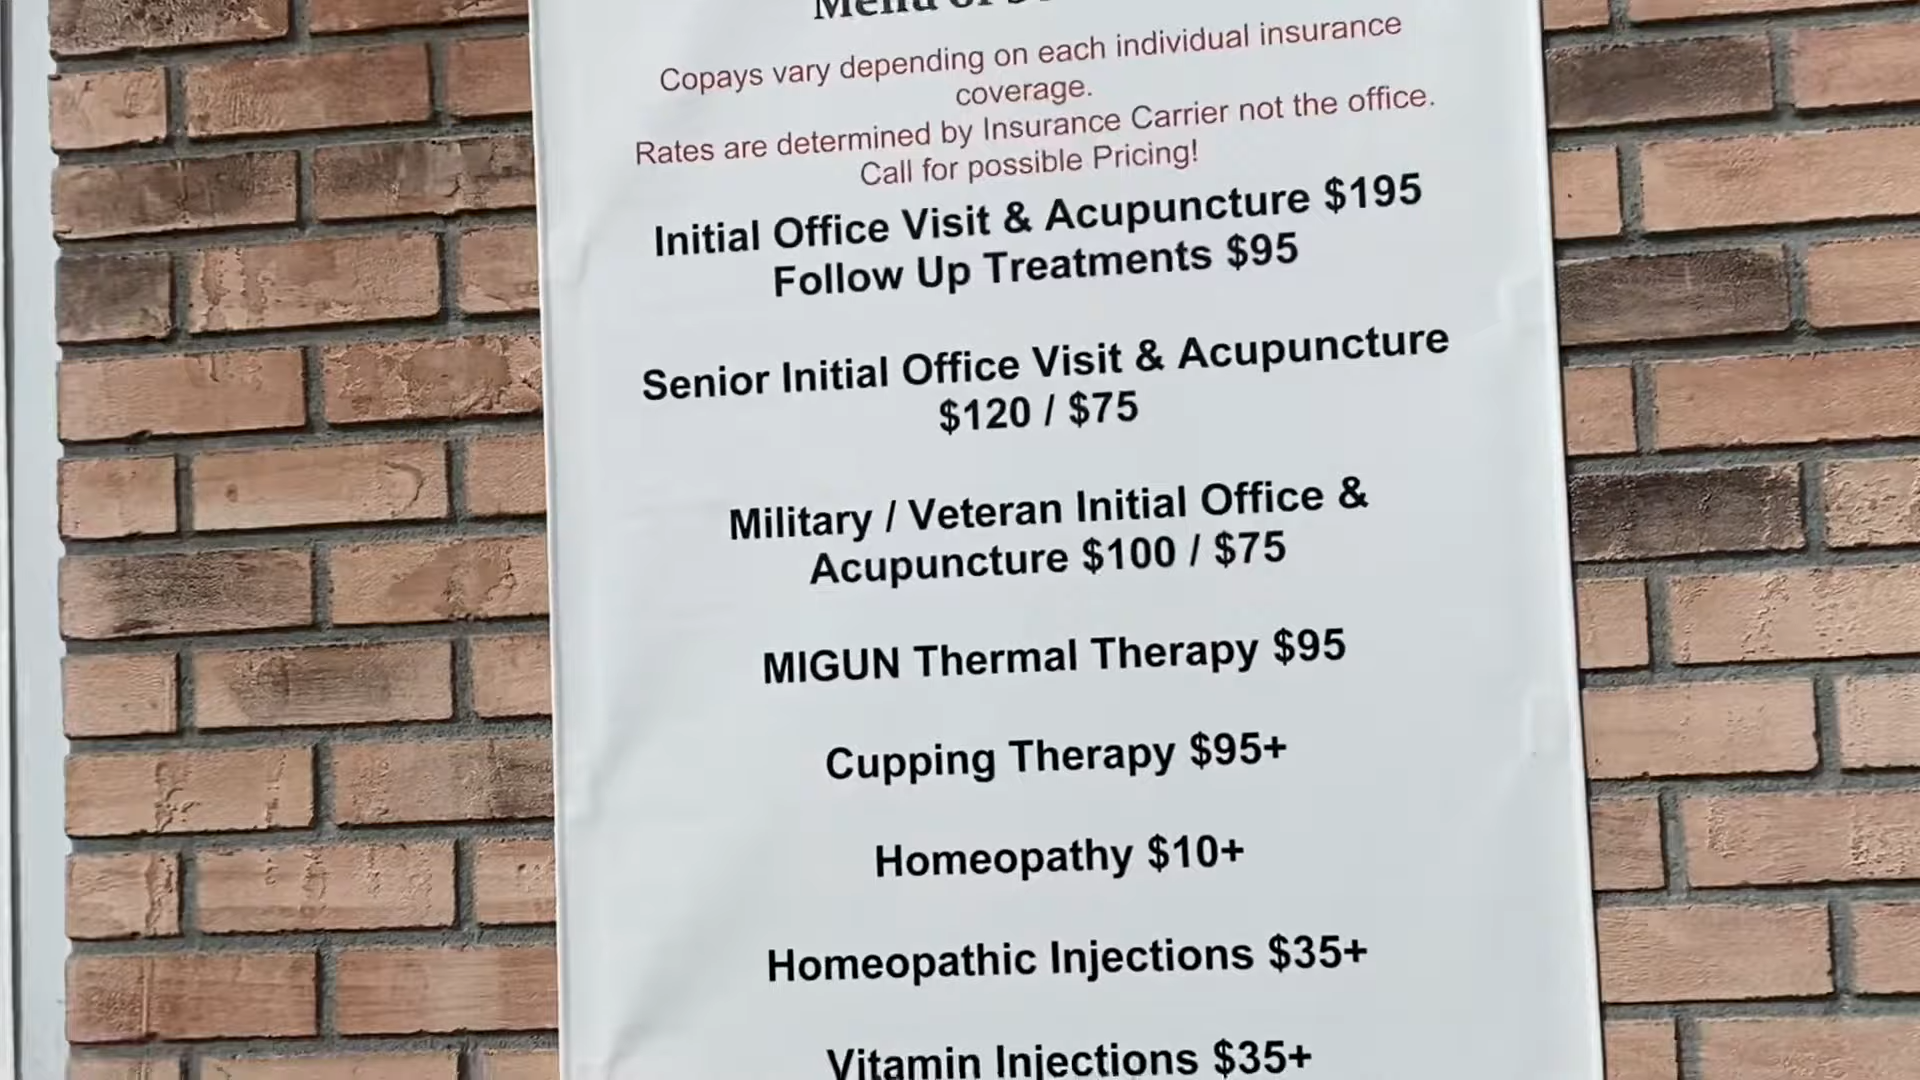 Menu of
Copays vary depending on each individual insurance
coverage.
Rates are determined by Insurance Carrier not the office.
Call for possible Pricing!
Initial Office Visit & Acupuncture $195
Follow Up Treatments $95
Senior Initial Office Visit & Acupuncture
$120 / $75
Military / Veteran Initial Office &
Acupuncture $100 / $75
MIGUN Thermal Therapy $95
Cupping Therapy $95+
Homeopathy $10+
Homeopathic Injections $35+
Vitamin Injections $35+